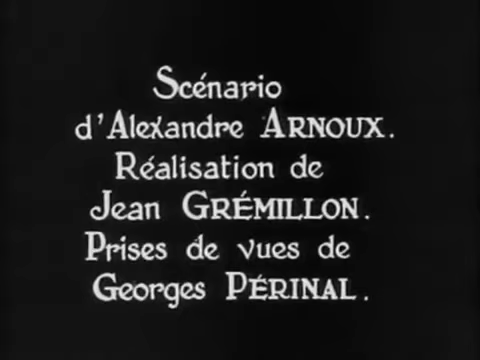 Scénario
d'Alexandre ARNOUX.
Réalisation de
Jean GRÉMILLON.
Prises de vues de
Georges PÉRINAL.